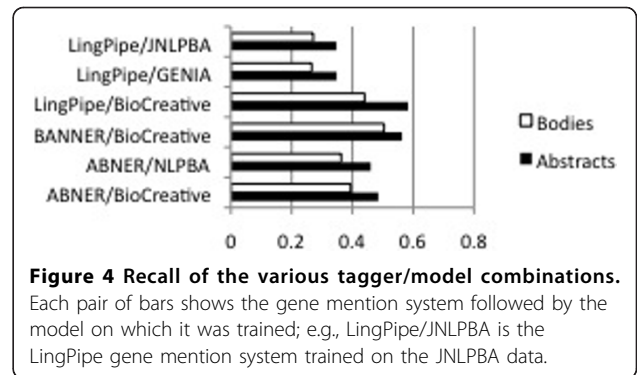 LingPipe/JNLPBA
LingPipe/GENIA
LingPipe/BioCreative
BANNER/BioCreative
ABNER/NLPBA
ABNER/BioCreative
Bodies
Abstracts
0 0.2 0.4 0.6 0.8
Figure 4 Recall of the various tagger/model combinations.
Each pair of bars shows the gene mention system followed by the
model on which it was trained; e.g., LingPipe/JNLPBA is the
LingPipe gene mention system trained on the JNLPBA data.